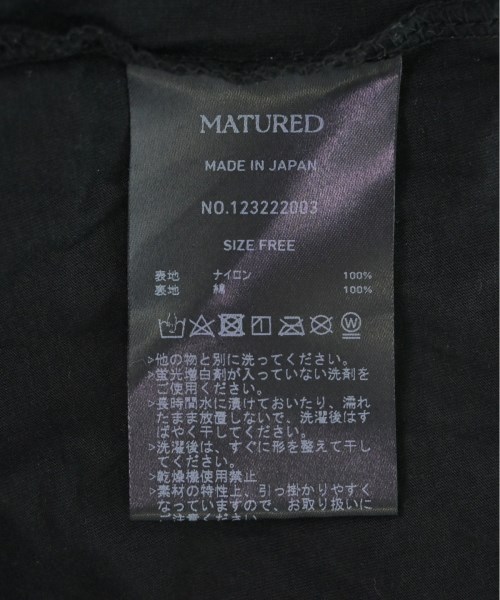 MATURED
MADE IN JAPAN
NO.123222003
SIZE FREE
表地 ナイロン 100%
裏地 綿 100%
W
>他の物と別に洗ってください。
>蛍光増白剤が入っていない洗剤を
ご使用ください。
>長時間水に漬けておいたり、濡れ
たまま放置しないで、洗濯後はす
ばやく干してください。
>洗濯後は、すぐに形を整えて干し
てください。
>乾燥機使用禁止
>素材の特性上、引っ掛かりやすく
なっていますので、お取り扱いに
ご注意ください